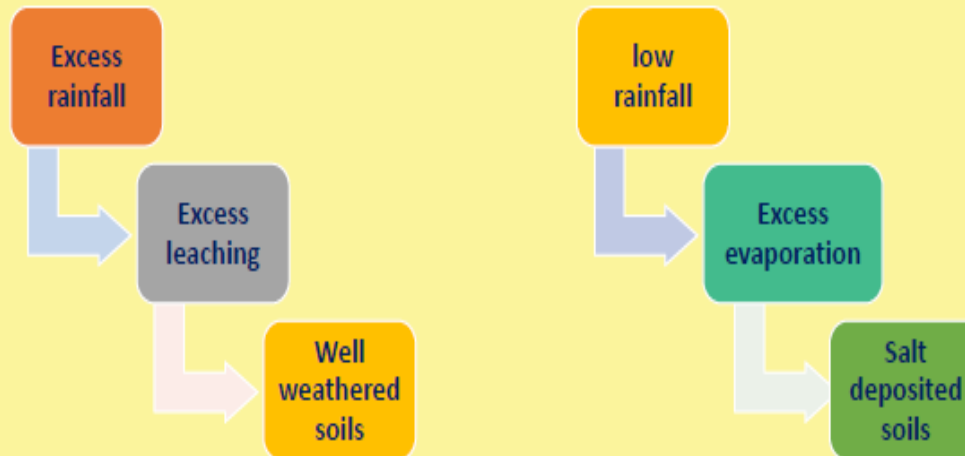 Excess
rainfall
Excess
leaching
Well
weathered
soils
low
rainfall
Excess
evaporation
Salt
deposited
soils